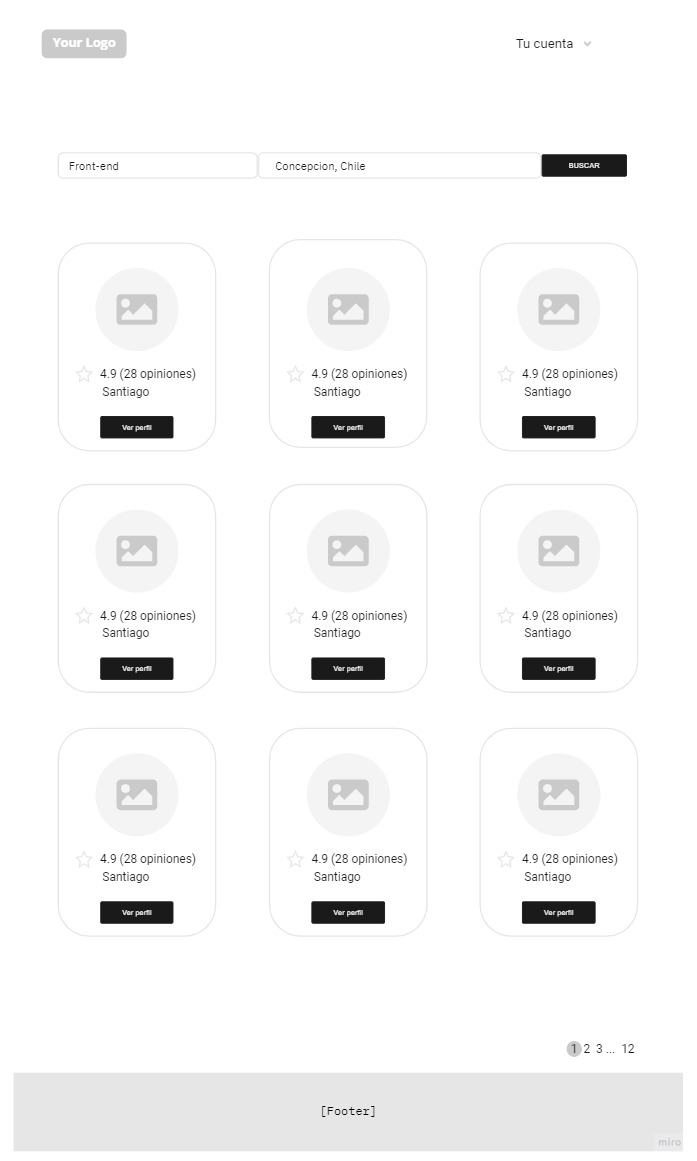 Your Logo
Tu cuenta
Front-end
Concepcion, Chile
BUSCAR
4.9 (28 opiniones)
Santiago
Ver perfil
4.9 (28 opiniones)
Santiago
Ver perfil
4.9 (28 opiniones)
Santiago
Ver perfil
4.9 (28 opiniones)
Santiago
Ver perfil
4.9 (28 opiniones)
Santiago
Ver perfil
4.9 (28 opiniones)
Santiago
Ver perfil
4.9 (28 opiniones)
Santiago
Ver perfil
4.9 (28 opiniones)
Santiago
Ver perfil
4.9 (28 opiniones)
Santiago
Ver perfil
1 2 3 ... 12
[Footer]
miro